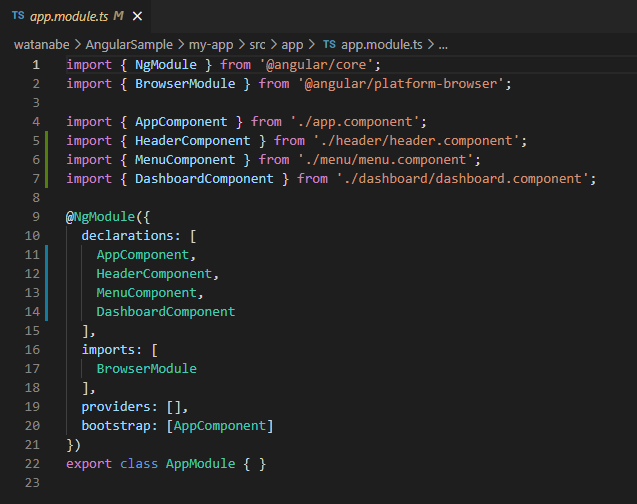 TS app.module.ts M ×
watanabe > AngularSample > my-app > src > app > TS app.module.ts > ...
1 import { NgModule } from '@angular/core';
2 import { BrowserModule } from '@angular/platform-browser';
3
4 import { AppComponent } from './app.component';
5 import { HeaderComponent } from './header/header.component';
6 import { MenuComponent } from './menu/menu.component';
7 import { DashboardComponent } from './dashboard/dashboard.component';
8
9 @NgModule({
10   declarations: [
11     AppComponent,
12     HeaderComponent,
13     MenuComponent,
14     DashboardComponent
15   ],
16   imports: [
17     BrowserModule
18   ],
19   providers: [],
20   bootstrap: [AppComponent]
21 })
22 export class AppModule { }
23